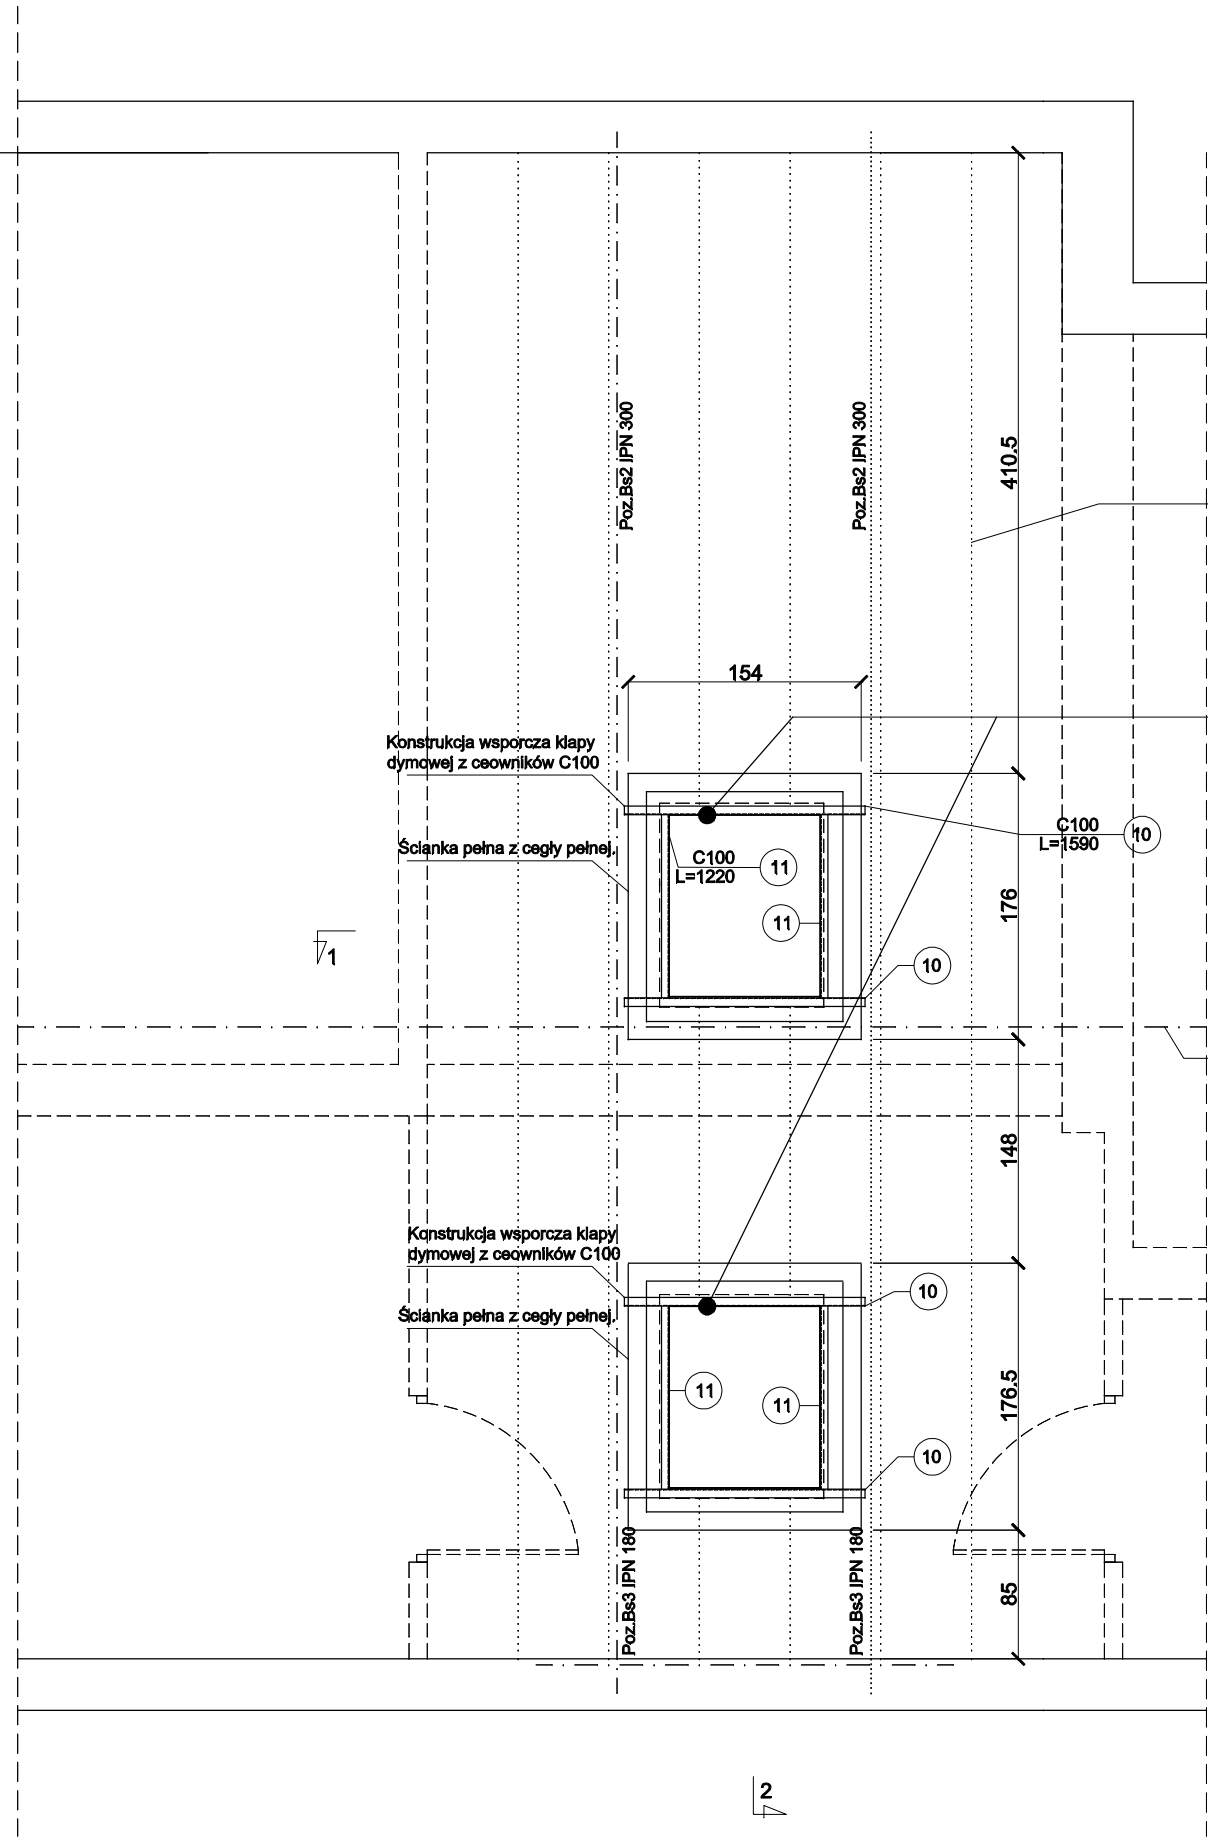 Poz.Bs2 IPN 300
Poz.Bs2 IPN 300
410.5
154
Konstrukcja wsporcza klapy
dymowej z ceowników C100
C100
L=1590
10
Ścianka pełna z cegły pełnej.
C100
L=1220
11
11
176
10
1
148
Konstrukcja wsporcza klapy
dymowej z ceowników C100
10
Ścianka pełna z cegły pełnej.
11
11
176.5
10
Poz.Bs3 IPN 180
Poz.Bs3 IPN 180
85
2